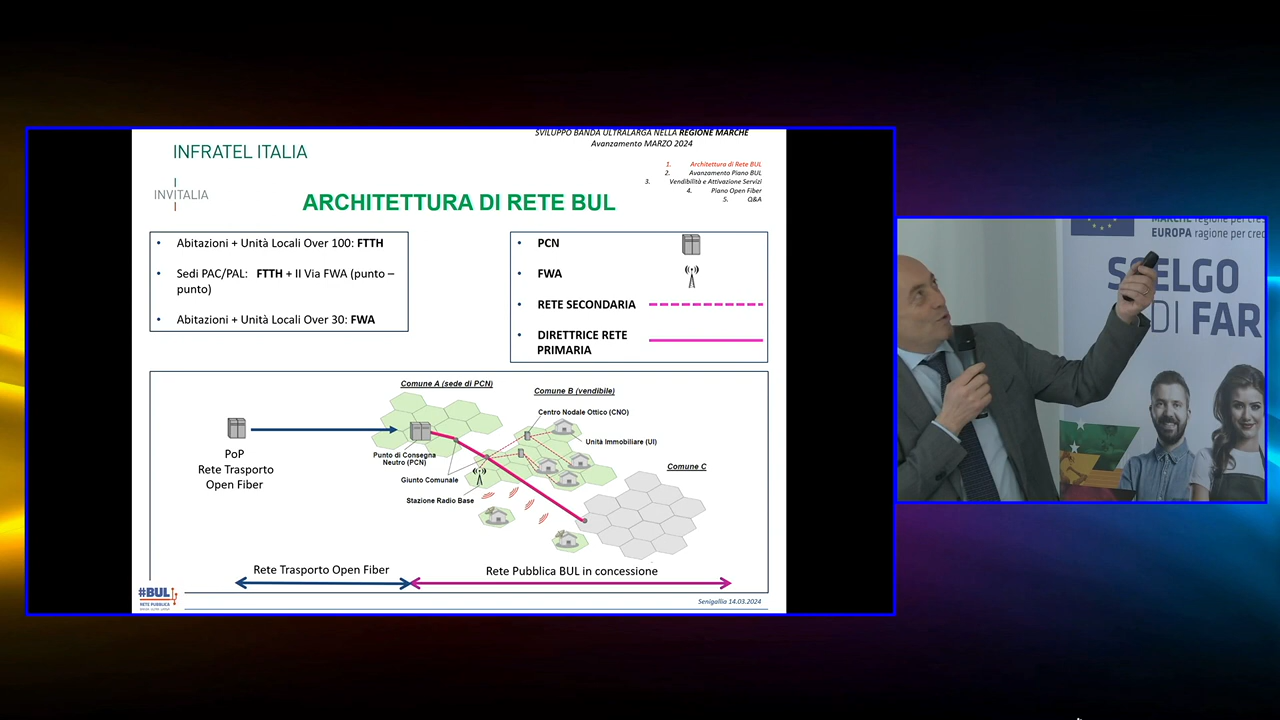 SVILUPPO BANDA ULTRALARGA NELLA REGIONE MARCHE
Avanzamento MARZO 2024
INFRATEL ITALIA
INVITALIA
1. Architettura di Rete BUL
2. Avanzamento Piano BUL
3. Vendibilità e Attivazione Servizi
4. Piano Open Fiber
5. Q&A
ARCHITETTURA DI RETE BUL
• Abitazioni + Unità Locali Over 100: FTTH
• Sedi PAC/PAL: FTTH + II Via FWA (punto –
punto)
• Abitazioni + Unità Locali Over 30: FWA
• PCN
• FWA
• RETE SECONDARIA
• DIRETTRICE RETE
PRIMARIA
Comune A (sede di PCN)
Comune B (vendibile)
Centro Nodale Ottico (CNO)
Unità Immobiliare (UI)
Comune C
PoP
Rete Trasporto
Open Fiber
Punto di Consegna
Neutro (PCN)
Giunto Comunale
Stazione Radio Base
Rete Trasporto Open Fiber
Rete Pubblica BUL in concessione
#BUL
RETE PUBBLICA
Senigallia 14.03.2024
MARCHE regione per cre
EUROPA ragione per cred
SCELGO
DI FAR